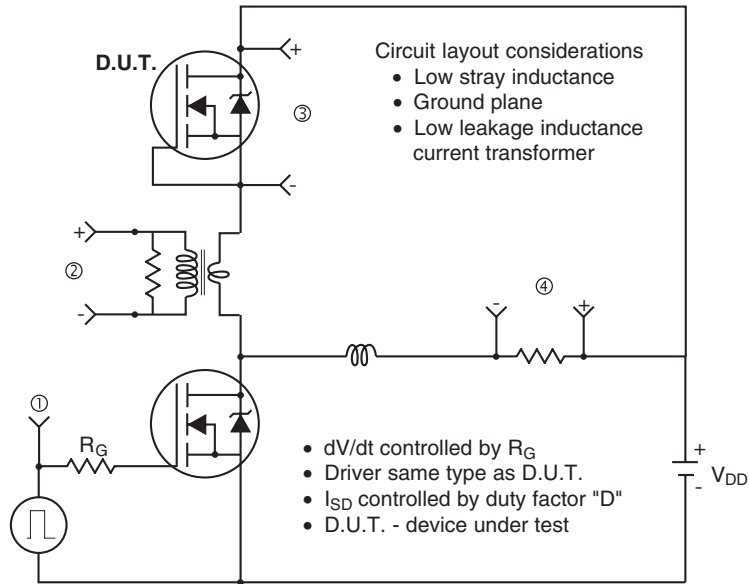 D.U.T.
+
③
-
Circuit layout considerations
• Low stray inductance
• Ground plane
• Low leakage inductance
current transformer
+
②
-
-
④
+
①
R_G
• dV/dt controlled by R_G
• Driver same type as D.U.T.
• I_SD controlled by duty factor "D"
• D.U.T. - device under test
+
V_DD
-